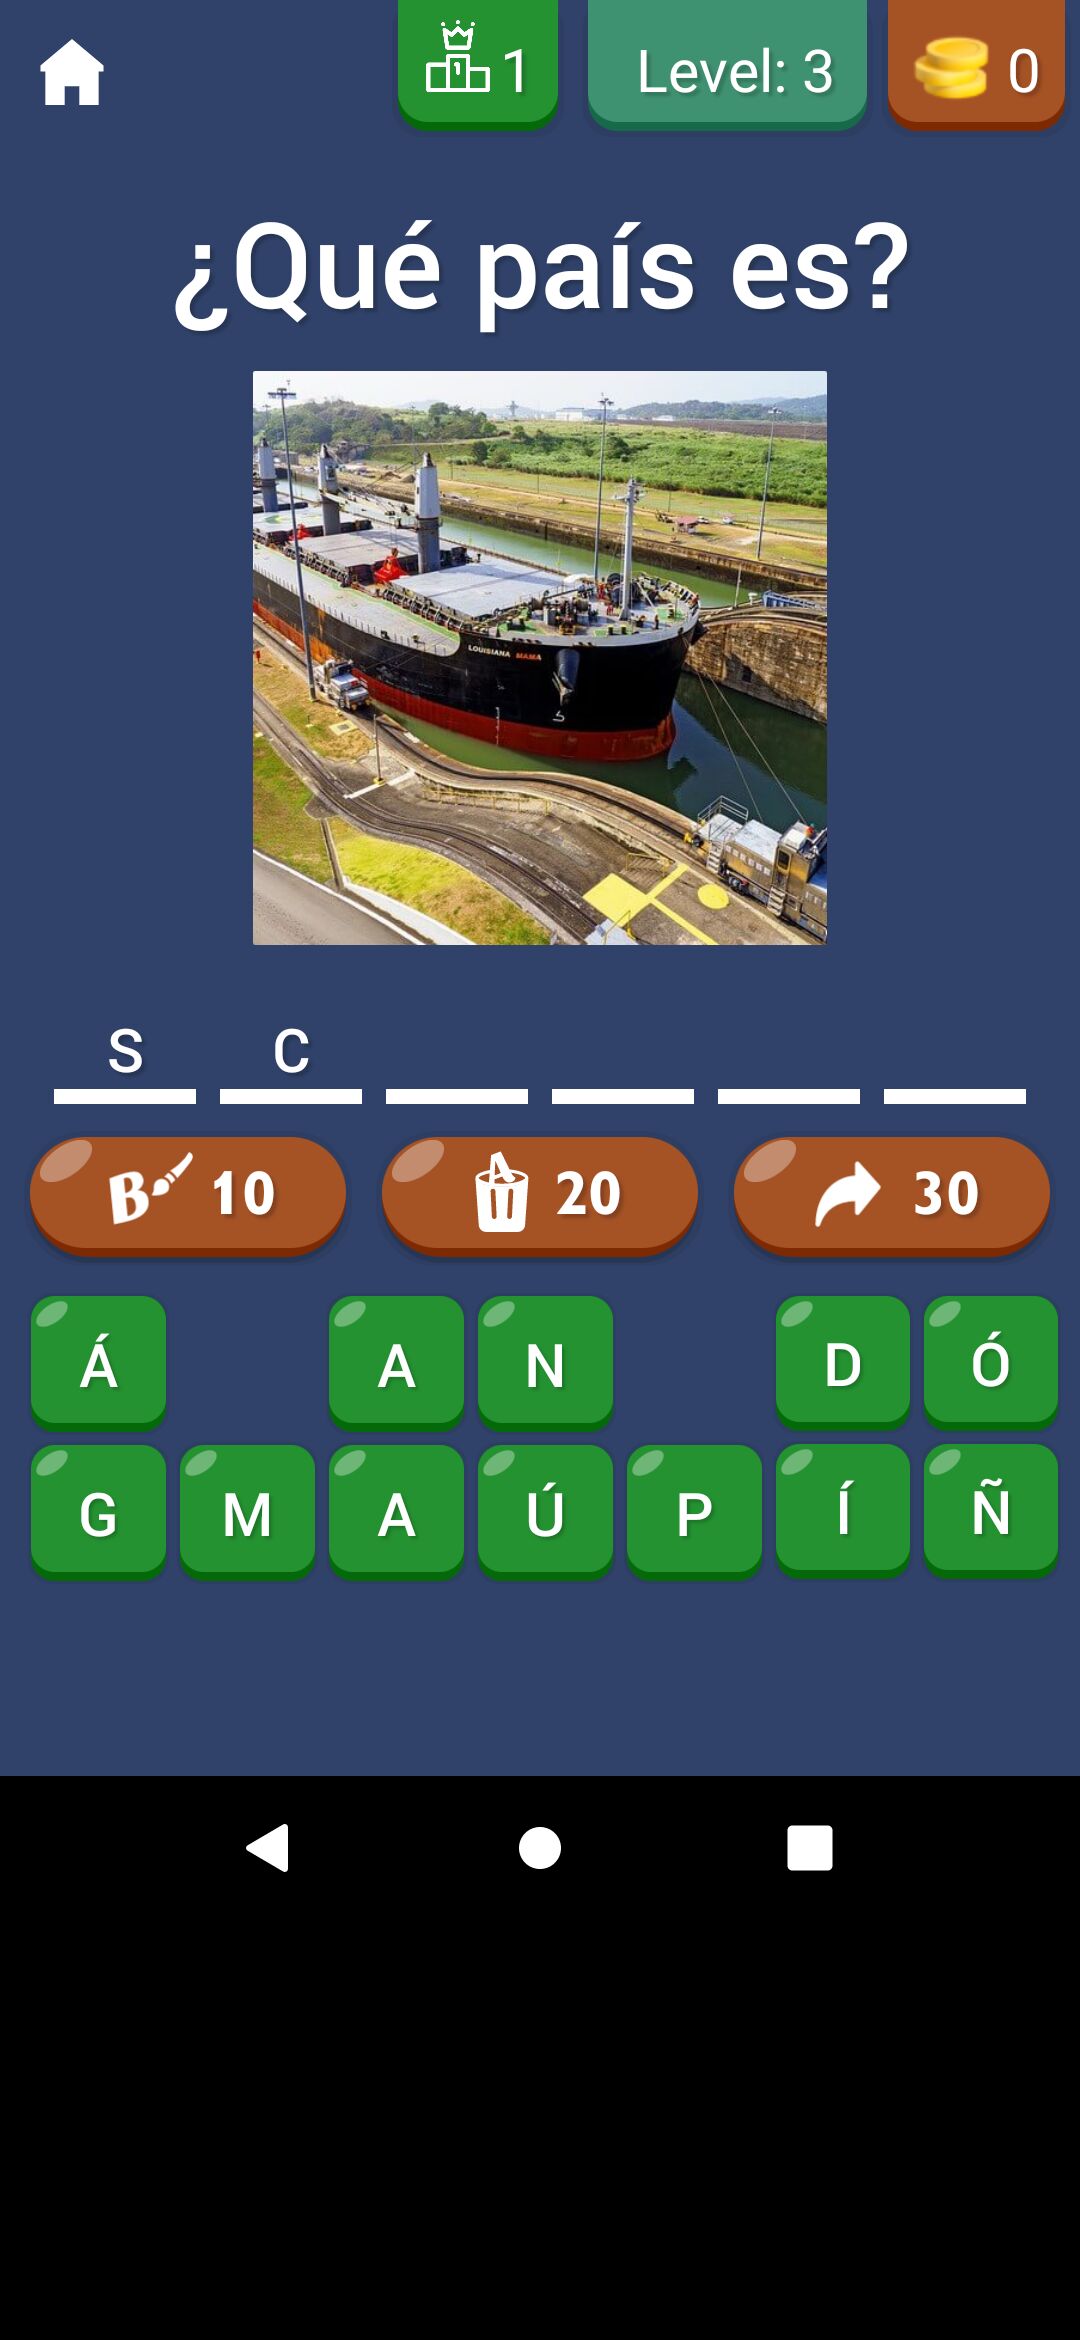 1 Level: 3 0
¿Qué país es?
LOUISIANA MAMA
S C
B 10 20 30
Á A N D Ó
G M A Ú P Í Ñ